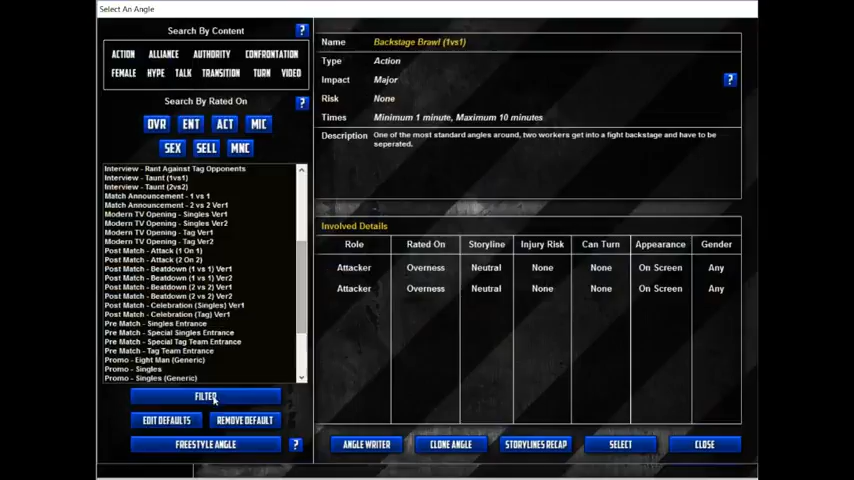 Select An Angle
Search By Content
?
ACTION ALLIANCE AUTHORITY CONFRONTATION
FEMALE HYPE TALK TRANSITION TURN VIDEO
Search By Rated On
?
OVR ENT ACT MIC
SEX SELL MNC
Interview - Rant Against Tag Opponents
Interview - Taunt (1vs1)
Interview - Taunt (2vs2)
Match Announcement - 1 vs 1
Match Announcement - 2 vs 2 Ver1
Modern TV Opening - Singles Ver1
Modern TV Opening - Singles Ver2
Modern TV Opening - Tag Ver1
Modern TV Opening - Tag Ver2
Post Match - Attack (1 On 1)
Post Match - Attack (2 On 2)
Post Match - Beatdown (1 vs 1) Ver1
Post Match - Beatdown (1 vs 1) Ver2
Post Match - Beatdown (2 vs 2) Ver1
Post Match - Beatdown (2 vs 2) Ver2
Post Match - Celebration (Singles) Ver1
Post Match - Celebration (Tag) Ver1
Pre Match - Singles Entrance
Pre Match - Special Singles Entrance
Pre Match - Special Tag Team Entrance
Pre Match - Tag Team Entrance
Promo - Eight Man (Generic)
Promo - Singles
Promo - Singles (Generic)
FILTER
EDIT DEFAULTS REMOVE DEFAULT
FREESTYLE ANGLE ?
Name Backstage Brawl (1vs1)
Type Action
Impact Major
?
Risk None
Times Minimum 1 minute, Maximum 10 minutes
Description One of the most standard angles around, two workers get into a fight backstage and have to be
seperated.
Involved Details
Role Rated On Storyline Injury Risk Can Turn Appearance Gender
Attacker Overness Neutral None None On Screen Any
Attacker Overness Neutral None None On Screen Any
ANGLE WRITER CLONE ANGLE STORYLINES RECAP SELECT CLOSE